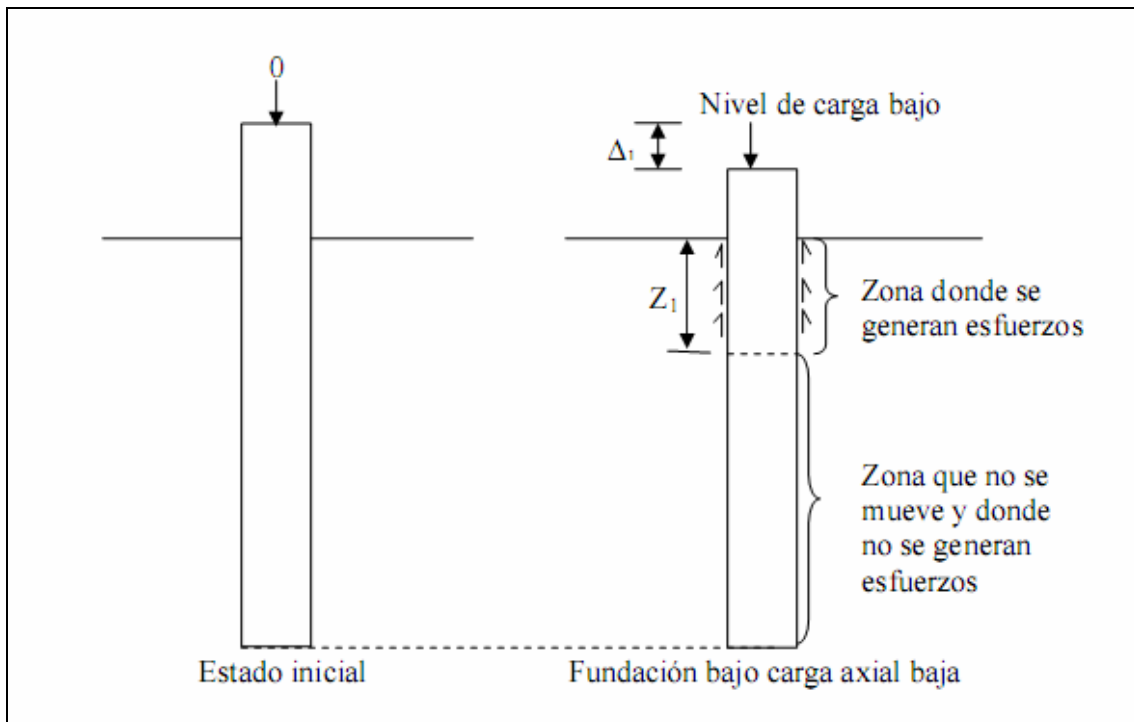 0
Nivel de carga bajo
Δ₁
Z₁
Zona donde se
generan esfuerzos
Zona que no se
mueve y donde
no se generan
esfuerzos
Estado inicial
Fundación bajo carga axial baja